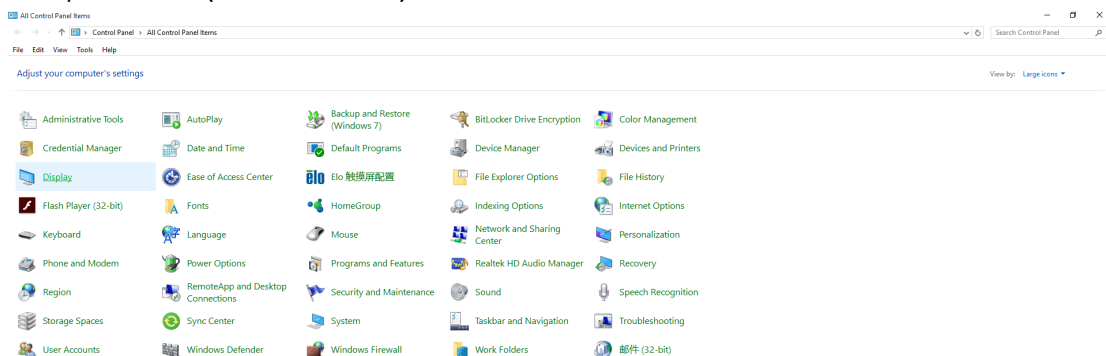 All Control Panel Items
Control Panel > All Control Panel Items
Search Control Panel
File Edit View Tools Help
Adjust your computer's settings
View by: Large icons
Administrative Tools
AutoPlay
Backup and Restore
(Windows 7)
BitLocker Drive Encryption
Color Management
Credential Manager
Date and Time
Default Programs
Device Manager
Devices and Printers
Display
Ease of Access Center
elo Elo 触摸屏配置
File Explorer Options
File History
Flash Player (32-bit)
Fonts
HomeGroup
Indexing Options
Internet Options
Keyboard
Language
Mouse
Network and Sharing
Center
Personalization
Phone and Modem
Power Options
Programs and Features
Realtek HD Audio Manager
Recovery
Region
RemoteApp and Desktop
Connections
Security and Maintenance
Sound
Speech Recognition
Storage Spaces
Sync Center
System
Taskbar and Navigation
Troubleshooting
User Accounts
Windows Defender
Windows Firewall
Work Folders
邮件 (32-bit)